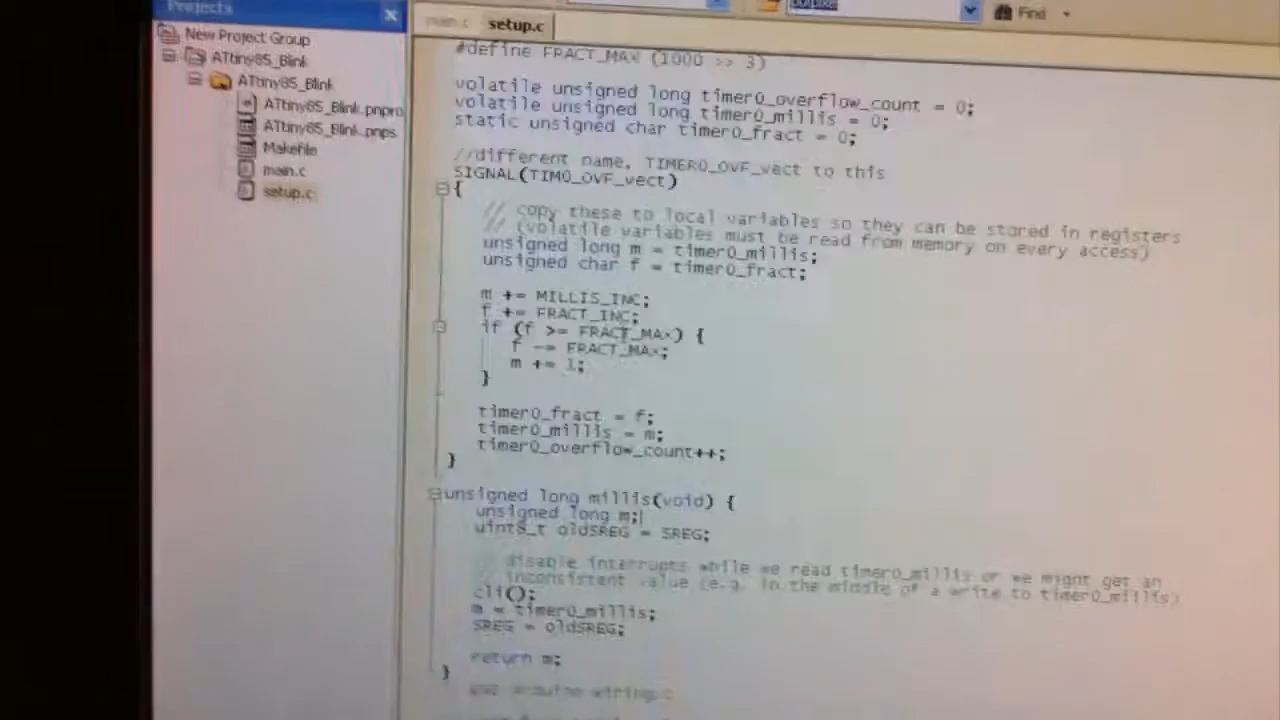 Projects
New Project Group
ATtiny85_Blink
ATtiny85_Blink
ATtiny85_Blink.pnpro
ATtiny85_Blink.pnps
Makefile
main.c
setup.c
main.c
setup.c
Find
#define FRACT_MAX (1000 >> 3)
volatile unsigned long timer0_overflow_count = 0;
volatile unsigned long timer0_millis = 0;
static unsigned char timer0_fract = 0;
//different name, TIMER0_OVF_vect to this
SIGNAL(TIM0_OVF_vect)
{
// copy these to local variables so they can be stored in registers
// (volatile variables must be read from memory on every access)
unsigned long m = timer0_millis;
unsigned char f = timer0_fract;
m += MILLIS_INC;
f += FRACT_INC;
if (f >= FRACT_MAX) {
f -= FRACT_MAX;
m += 1;
}
timer0_fract = f;
timer0_millis = m;
timer0_overflow_count++;
}
unsigned long millis(void) {
unsigned long m;
uint8_t oldSREG = SREG;
// disable interrupts while we read timer0_millis or we might get an
// inconsistent value (e.g. in the middle of a write to timer0_millis)
cli();
m = timer0_millis;
SREG = oldSREG;
return m;
}
arduino wiring.c